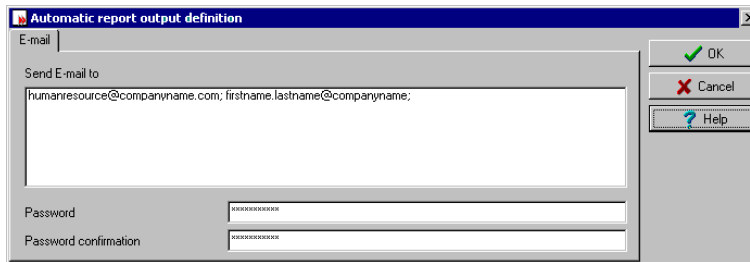 Automatic report output definition
E-mail
OK
Send E-mail to
Cancel
humanresource@companyname.com; firstname.lastname@companyname;
Help
Password ***********
Password confirmation ***********